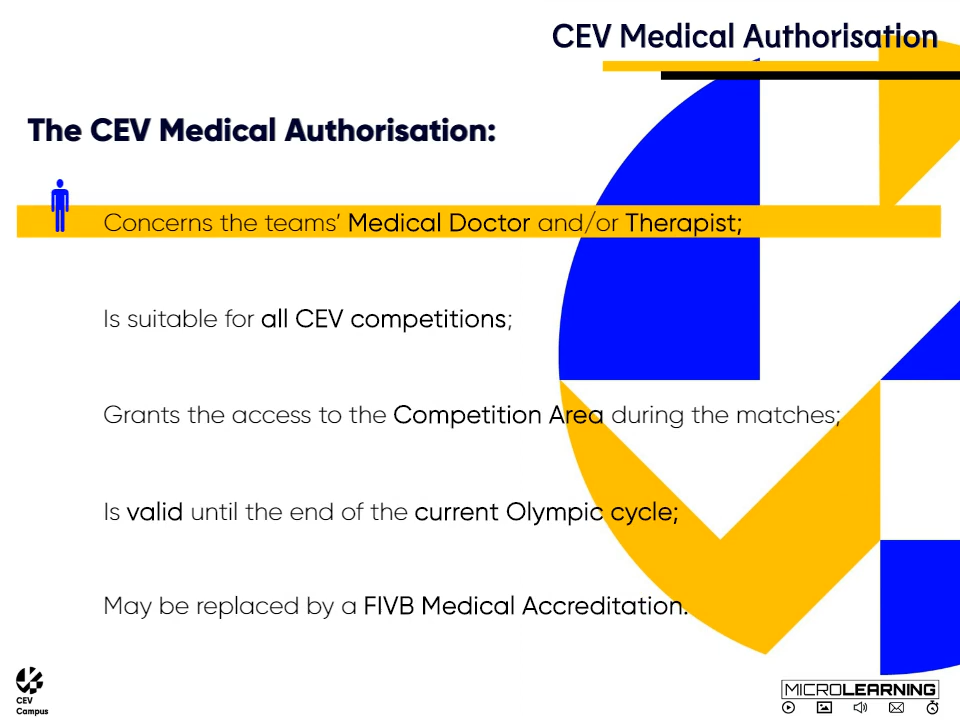 CEV Medical Authorisation
The CEV Medical Authorisation:
Concerns the teams’ Medical Doctor and/or Therapist;
Is suitable for all CEV competitions;
Grants the access to the Competition Area during the matches;
Is valid until the end of the current Olympic cycle;
May be replaced by a FIVB Medical Accreditation.
CEV
Campus
MICROLEARNING